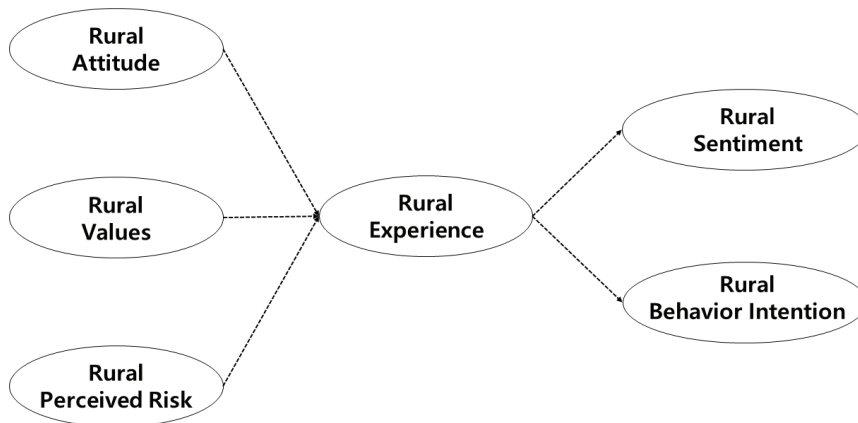 Rural
Attitude
Rural
Values
Rural
Perceived Risk
Rural
Experience
Rural
Sentiment
Rural
Behavior Intention